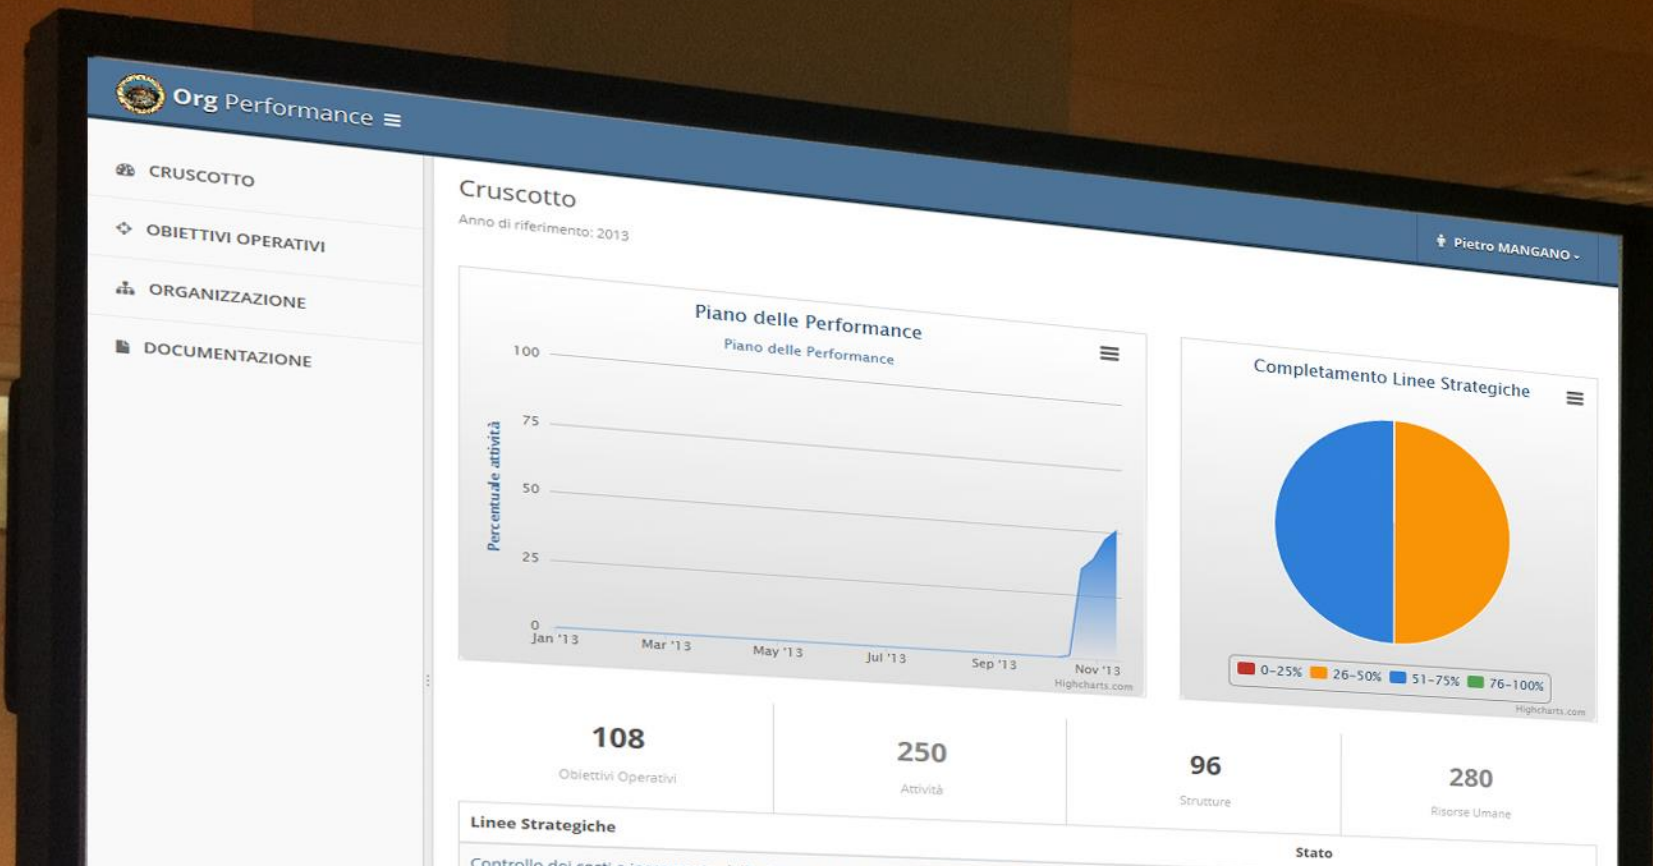 Org Performance
Pietro MANGANO
CRUSCOTTO
OBIETTIVI OPERATIVI
ORGANIZZAZIONE
DOCUMENTAZIONE
Cruscotto
Anno di riferimento: 2013
Piano delle Performance
Piano delle Performance
Percentuale attività
100
75
50
25
0
Jan '13 Mar '13 May '13 Jul '13 Sep '13 Nov '13
Highcharts.com
Completamento Linee Strategiche
0-25% 26-50% 51-75% 76-100%
Highcharts.com
108
Obiettivi Operativi
250
Attività
96
Strutture
280
Risorse Umane
Linee Strategiche
Stato
Controllo dei costi